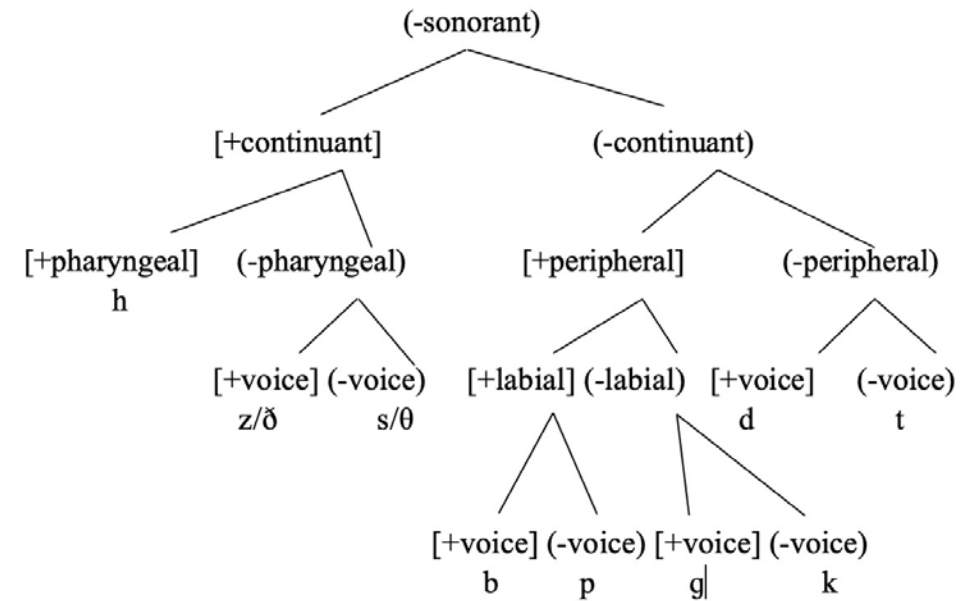 (-sonorant)
[+continuant] (-continuant)
[+pharyngeal] (-pharyngeal) [+peripheral] (-peripheral)
h
[+voice] (-voice) [+labial] (-labial) [+voice] (-voice)
z/ð s/θ d t
[+voice] (-voice) [+voice] (-voice)
b p g k